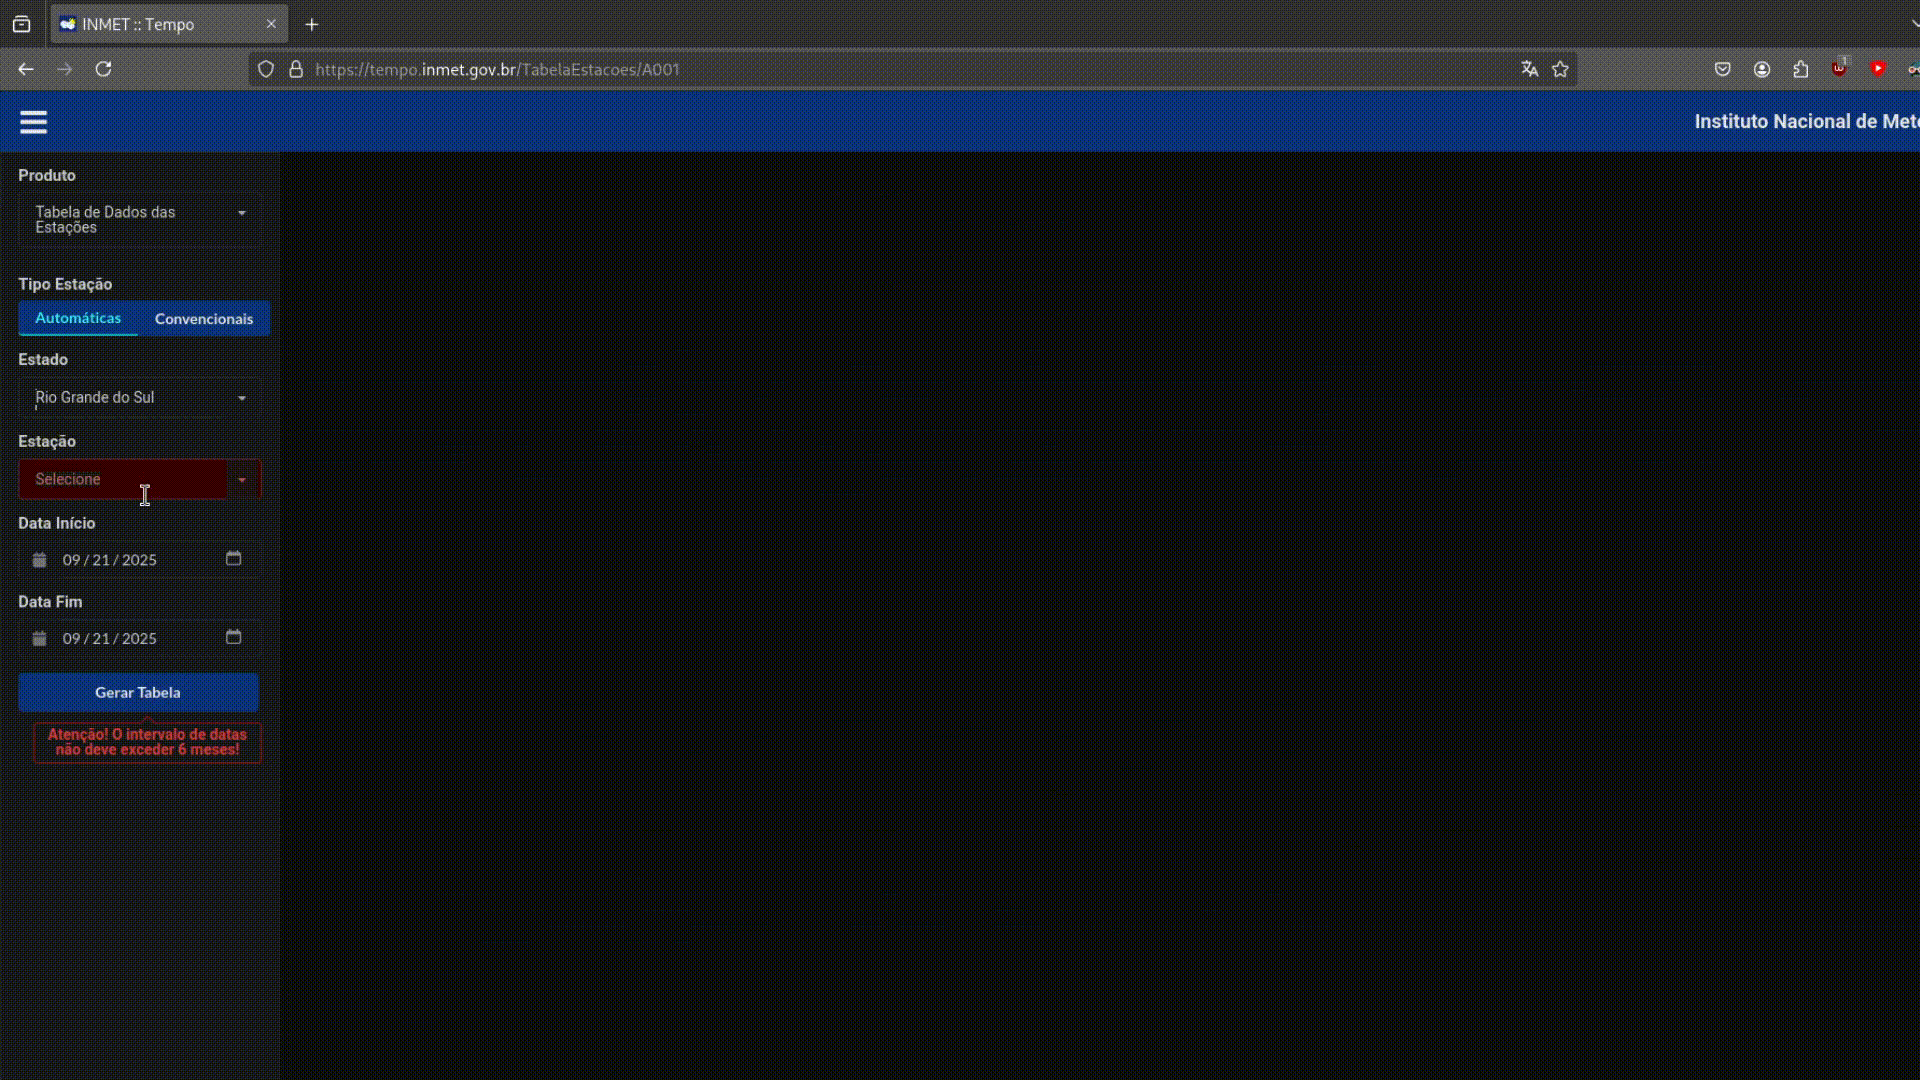 INMET :: Tempo
https://tempo.inmet.gov.br/TabelaEstacoes/A001
1
Instituto Nacional de Met
Produto
Tabela de Dados das
Estações
Tipo Estação
Automáticas Convencionais
Estado
Rio Grande do Sul
Estação
Selecione
Data Início
09 / 21 / 2025
Data Fim
09 / 21 / 2025
Gerar Tabela
Atenção! O intervalo de datas
não deve exceder 6 meses!